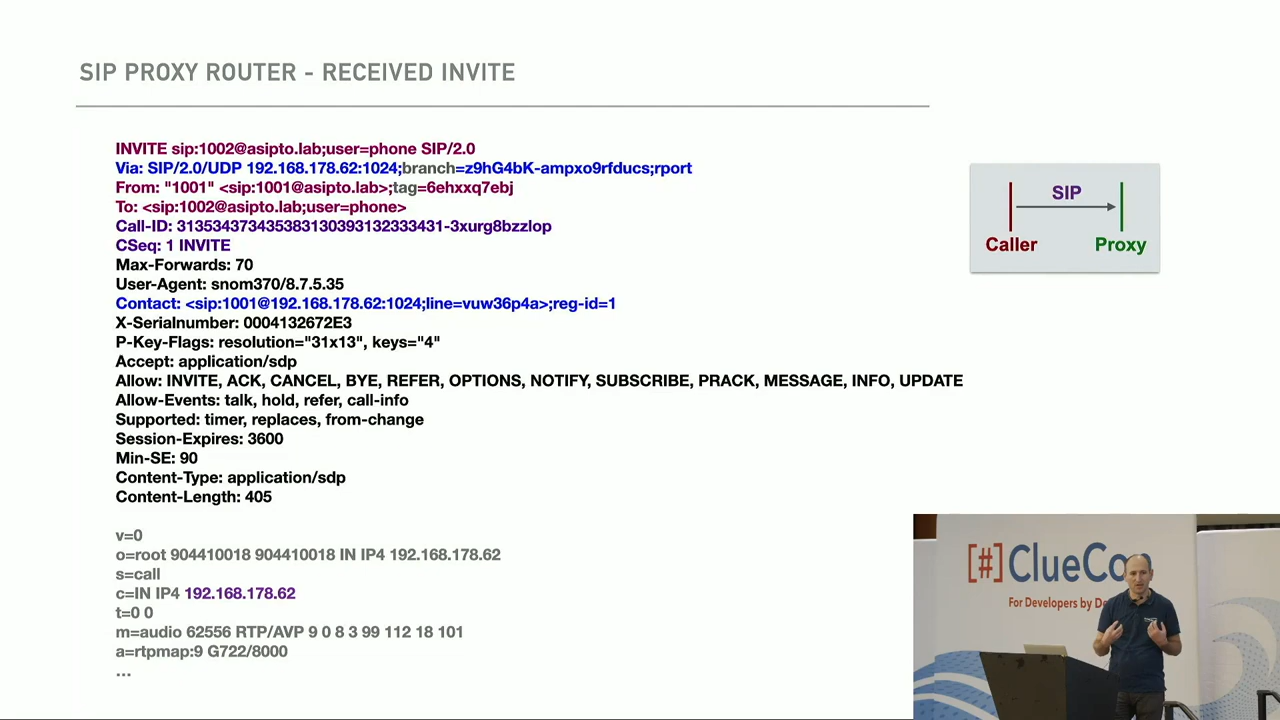 SIP PROXY ROUTER - RECEIVED INVITE
INVITE sip:1002@asipto.lab;user=phone SIP/2.0
Via: SIP/2.0/UDP 192.168.178.62:1024;branch=z9hG4bK-ampxo9rfducs;rport
From: "1001" <sip:1001@asipto.lab>;tag=6ehxxq7ebj
To: <sip:1002@asipto.lab;user=phone>
Call-ID: 313534373435383130393132333431-3xurg8bzzlop
CSeq: 1 INVITE
Max-Forwards: 70
User-Agent: snom370/8.7.5.35
Contact: <sip:1001@192.168.178.62:1024;line=vuw36p4a>;reg-id=1
X-Serialnumber: 0004132672E3
P-Key-Flags: resolution="31x13", keys="4"
Accept: application/sdp
Allow: INVITE, ACK, CANCEL, BYE, REFER, OPTIONS, NOTIFY, SUBSCRIBE, PRACK, MESSAGE, INFO, UPDATE
Allow-Events: talk, hold, refer, call-info
Supported: timer, replaces, from-change
Session-Expires: 3600
Min-SE: 90
Content-Type: application/sdp
Content-Length: 405
v=0
o=root 904410018 904410018 IN IP4 192.168.178.62
s=call
c=IN IP4 192.168.178.62
t=0 0
m=audio 62556 RTP/AVP 9 0 8 3 99 112 18 101
a=rtpmap:9 G722/8000
...
SIP
Caller
Proxy
[#]ClueCo
For Developers by De